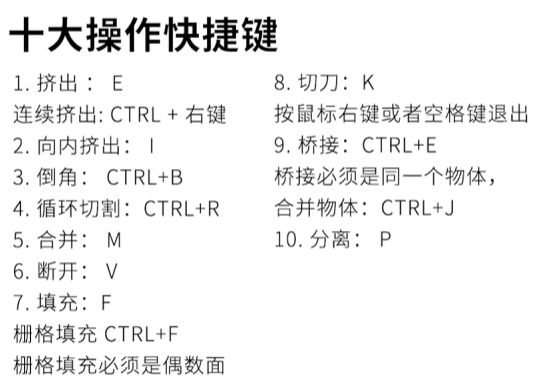 十大操作快捷键
1. 挤出： E
连续挤出: CTRL + 右键
2. 向内挤出： I
3. 倒角： CTRL+B
4. 循环切割：CTRL+R
5. 合并： M
6. 断开： V
7. 填充：F
栅格填充 CTRL+F
栅格填充必须是偶数面
8. 切刀：K
按鼠标右键或者空格键退出
9. 桥接：CTRL+E
桥接必须是同一个物体，
合并物体：CTRL+J
10. 分离： P